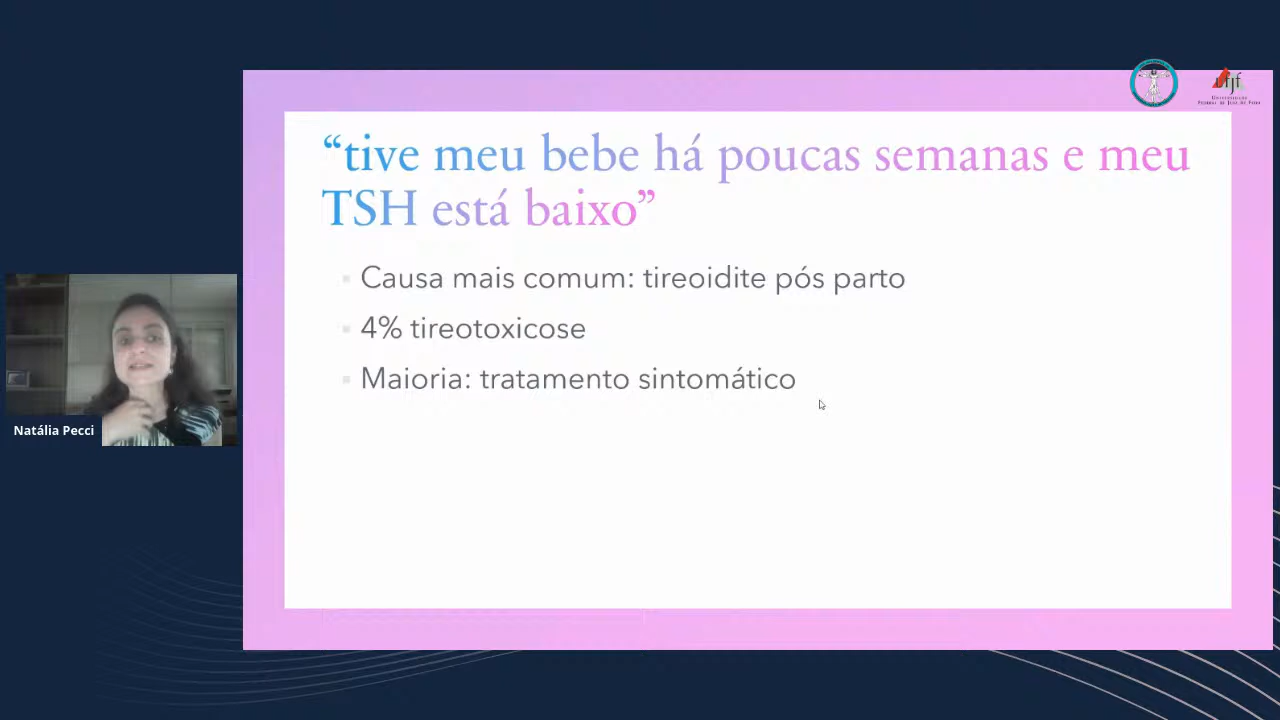 “tive meu bebe há poucas semanas e meu
TSH está baixo”
Causa mais comum: tireoidite pós parto
4% tireotoxicose
Maioria: tratamento sintomático
Natália Pecci
ufjf